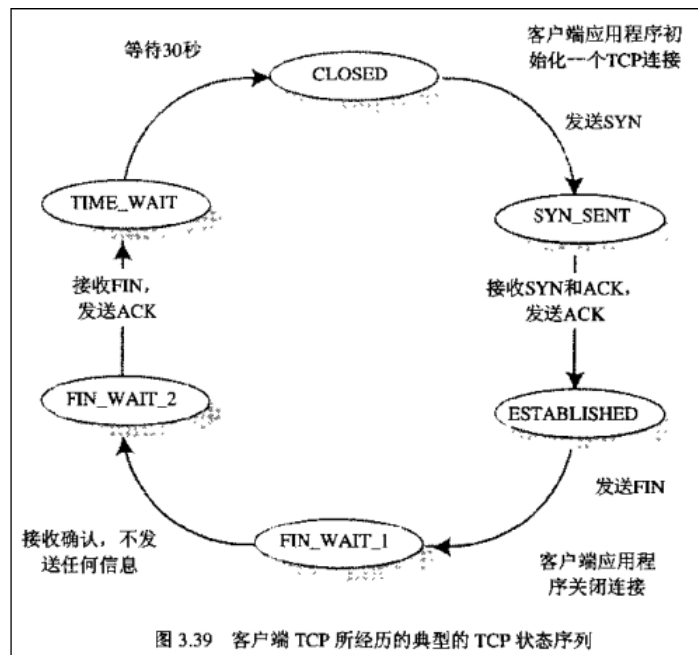 等待30秒
CLOSED
客户端应用程序初
始化一个TCP连接
发送SYN
TIME_WAIT
SYN_SENT
接收FIN,
发送ACK
接收SYN和ACK,
发送ACK
FIN_WAIT_2
ESTABLISHED
发送FIN
接收确认，不发
送任何信息
FIN_WAIT_1
客户端应用程
序关闭连接
图 3.39 客户端 TCP 所经历的典型的 TCP 状态序列